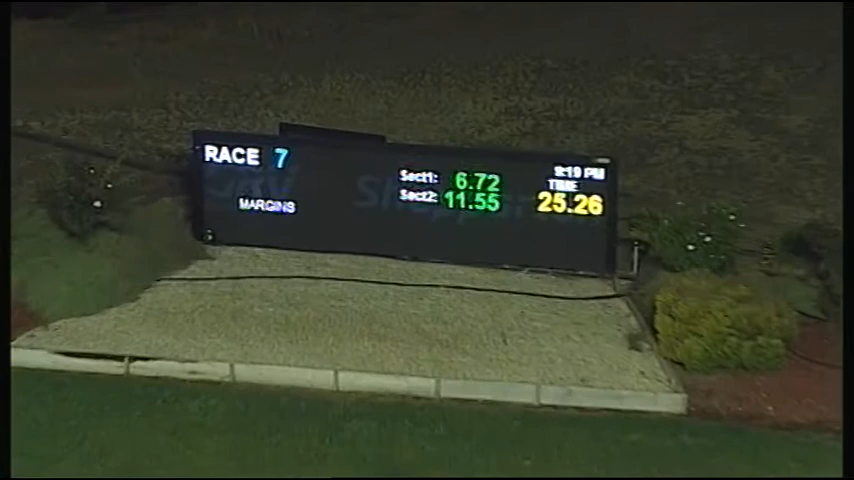 RACE 7
MARGINS
Sect1: 6.72
Sect2: 11.55
9:19 PM
TIME
25.26